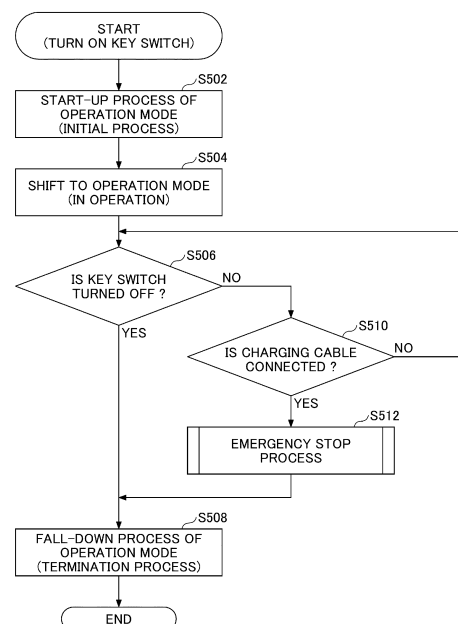 START
(TURN ON KEY SWITCH)
S502
START-UP PROCESS OF
OPERATION MODE
(INITIAL PROCESS)
S504
SHIFT TO OPERATION MODE
(IN OPERATION)
S506
IS KEY SWITCH
TURNED OFF ?
NO
YES
S510
IS CHARGING CABLE
CONNECTED ?
NO
YES
S512
EMERGENCY STOP
PROCESS
S508
FALL-DOWN PROCESS OF
OPERATION MODE
(TERMINATION PROCESS)
END